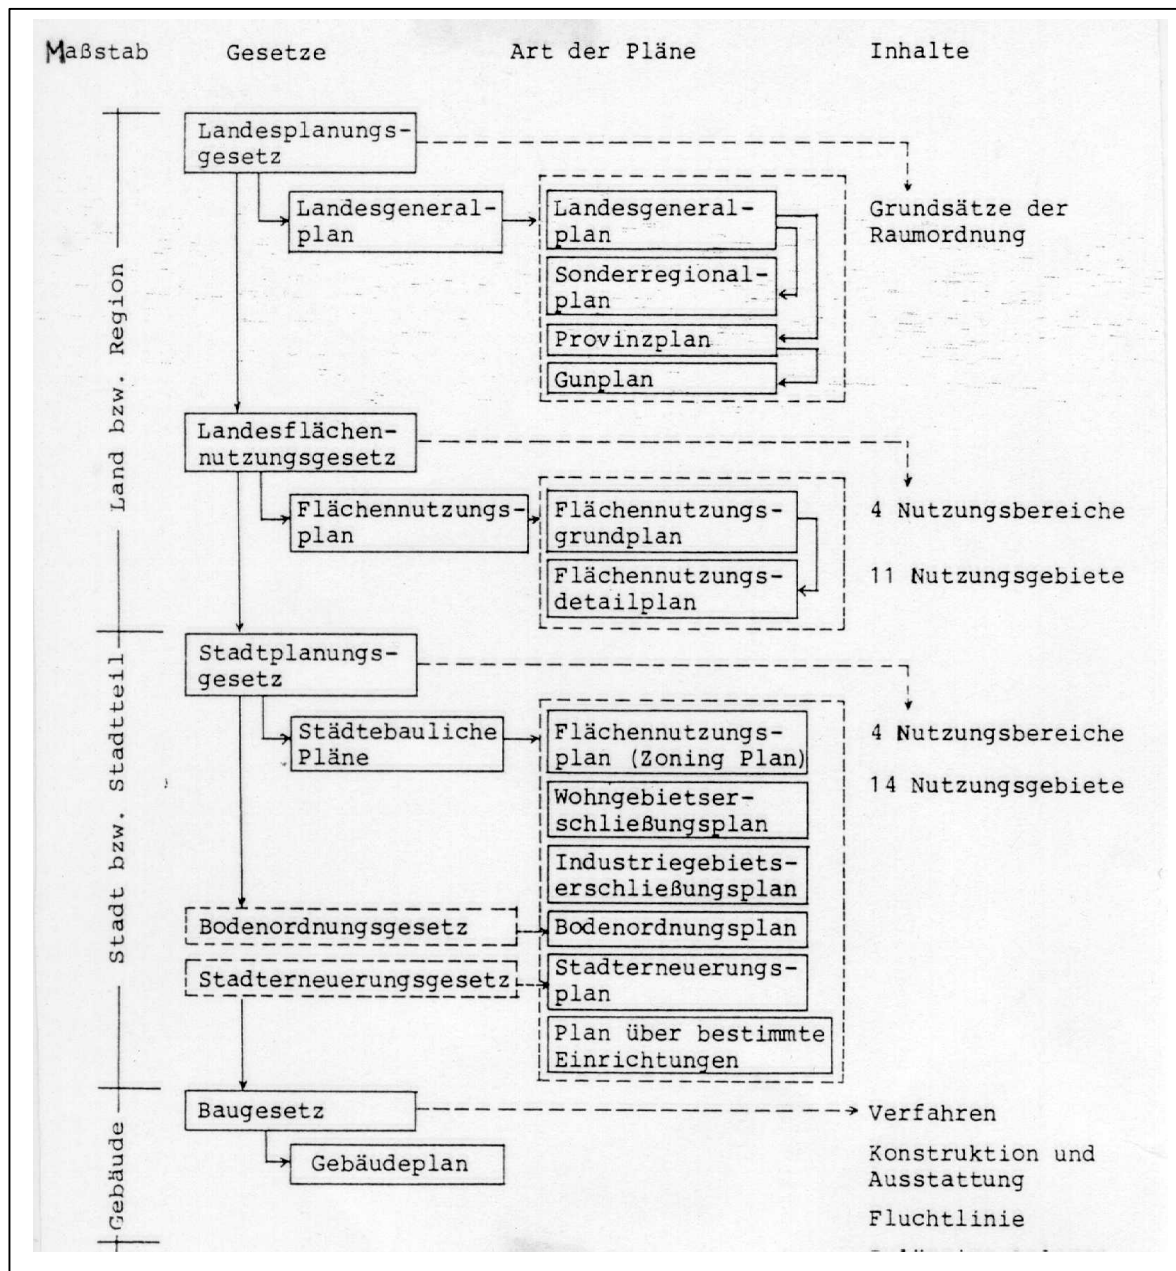 Maßstab Gesetze Art der Pläne Inhalte
Landesplanungs-
gesetz
Landesgeneral-
plan
Landesgeneral-
plan
Grundsätze der
Raumordnung
Sonderregional-
plan
Provinzplan
Gunplan
Land bzw. Region
Landesflächen-
nutzungsgesetz
Flächennutzungs-
plan
Flächennutzungs-
grundplan
4 Nutzungsbereiche
Flächennutzungs-
detailplan
11 Nutzungsgebiete
Stadt bzw. Stadtteil
Stadtplanungs-
gesetz
Städtebauliche
Pläne
Flächennutzungs-
plan (Zoning Plan)
4 Nutzungsbereiche
14 Nutzungsgebiete
Wohngebietser-
schließungsplan
Industriegebiets-
erschließungsplan
Bodenordnungsgesetz
Bodenordnungsplan
Stadterneuerungsgesetz
Stadterneuerungs-
plan
Plan über bestimmte
Einrichtungen
Gebäude
Baugesetz
Verfahren
Gebäudeplan
Konstruktion und
Ausstattung
Fluchtlinie